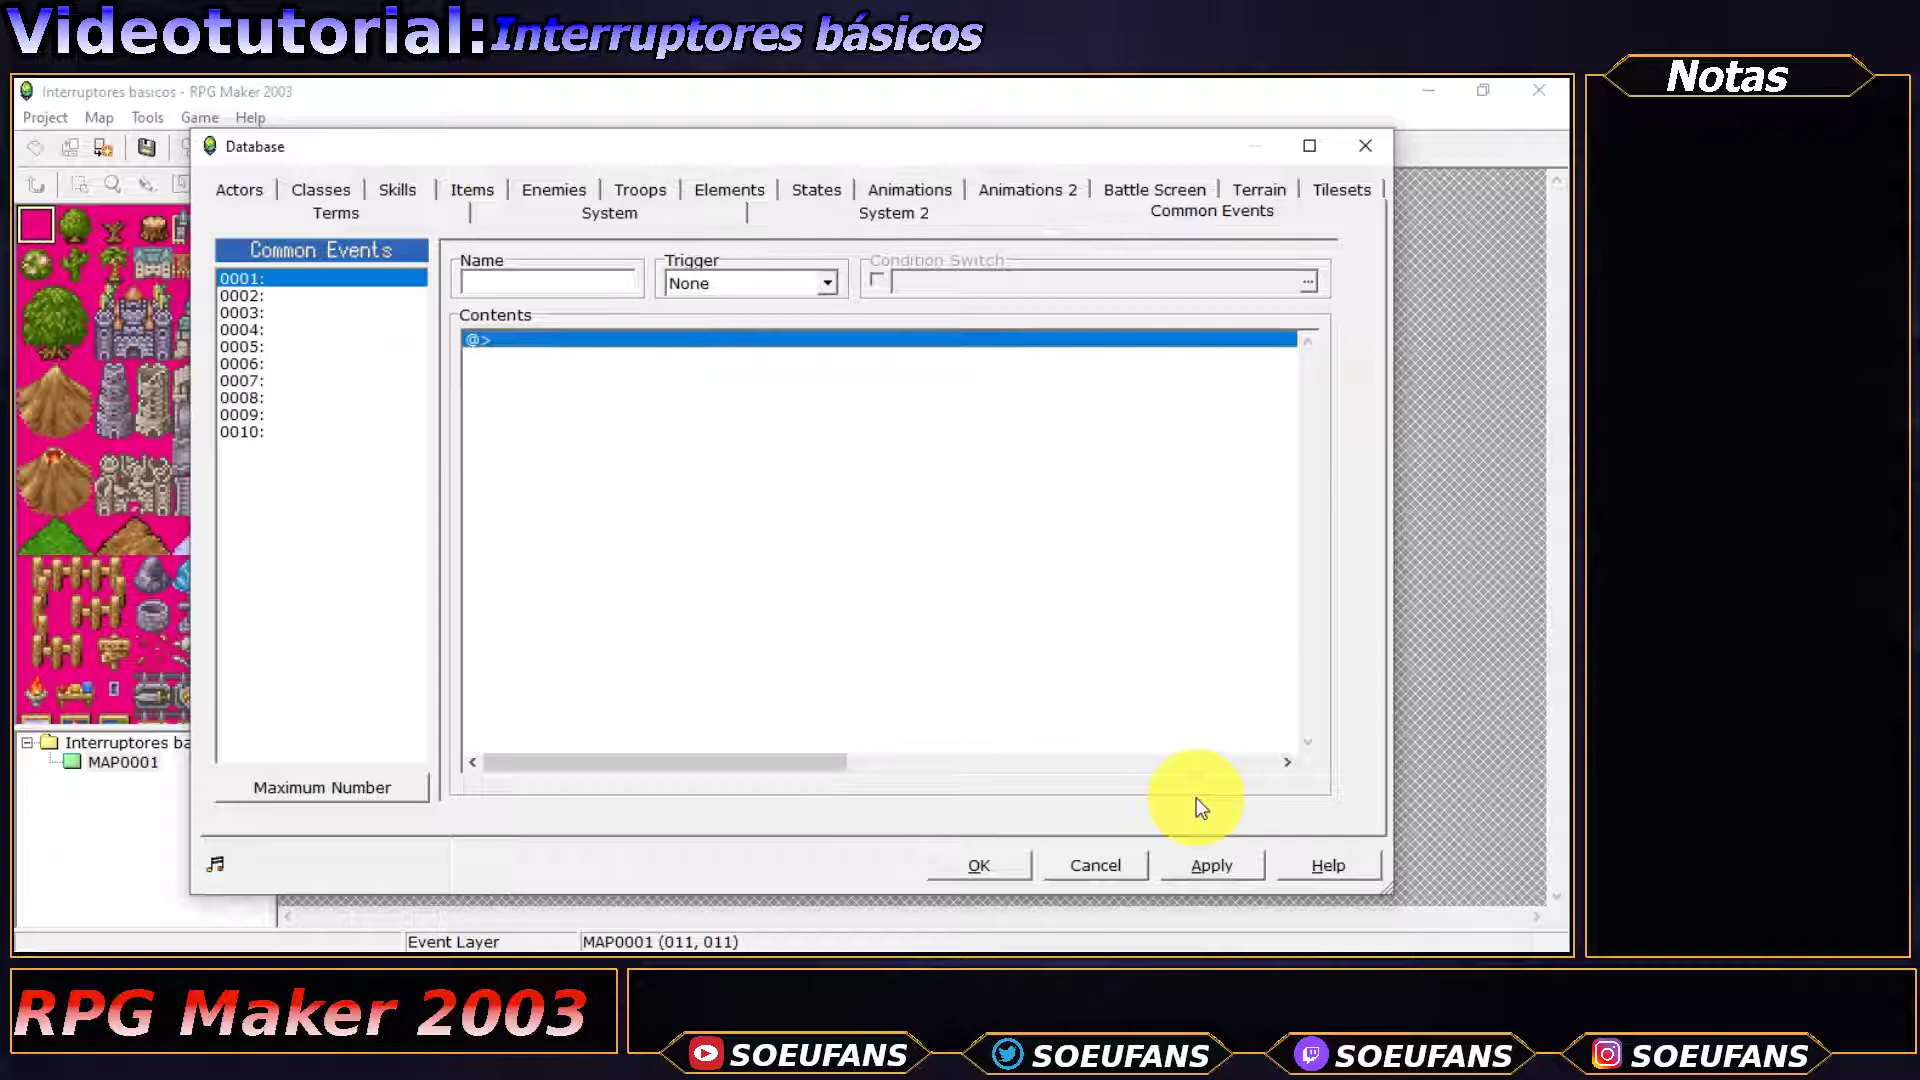 Videotutorial: Interruptores básicos
Notas
Interruptores basicos - RPG Maker 2003
Project Map Tools Game Help
Database
Actors Classes Skills Items Enemies Troops Elements States Animations Animations 2 Battle Screen Terrain Tilesets
Terms System System 2 Common Events
Common Events
0001:
0002:
0003:
0004:
0005:
0006:
0007:
0008:
0009:
0010:
Maximum Number
Name
Trigger
None
Condition Switch
...
Contents
@>
OK Cancel Apply Help
Interruptores ba
MAP0001
Event Layer MAP0001 (011, 011)
RPG Maker 2003
SOEUFANS SOEUFANS SOEUFANS SOEUFANS